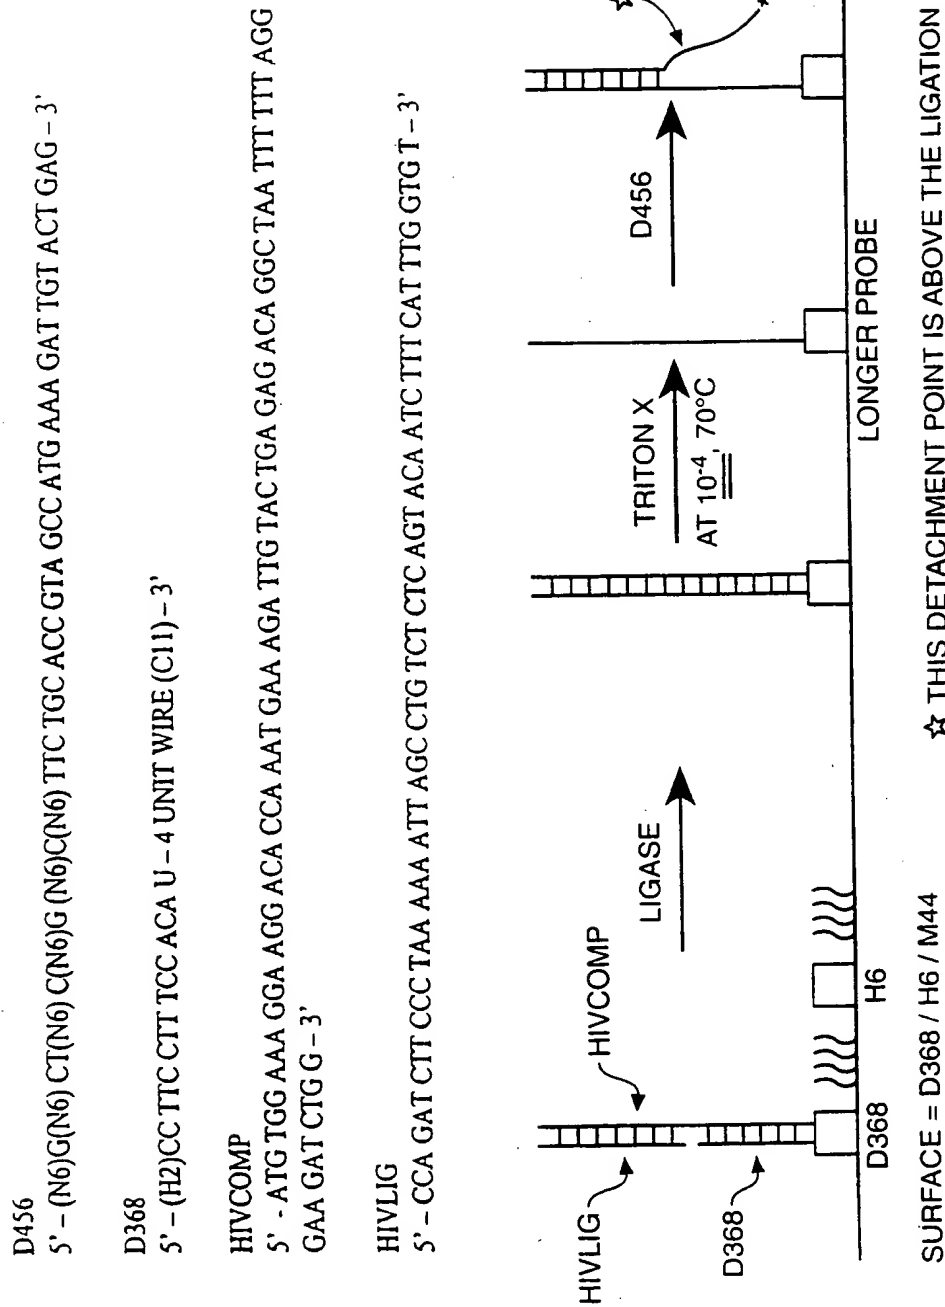 D456
5' – (N6)G(N6) CT(N6) C(N6)G (N6)C(N6) TTC TGC ACC GTA GCC ATG AAA GAT TGT ACT GAG – 3'
D368
5' – (H2)CC TTC CTT TCC ACA U – 4 UNIT WIRE (C11) – 3'
HIVCOMP
5' - ATG TGG AAA GGA AGG ACA CCA AAT GAA AGA TTG TAC TGA GAG ACA GGC TAA TTT TTT AGG
GAA GAT CTG G – 3'
HIVLIG
5' – CCA GAT CTT CCC TAA AAA ATT AGC CTG TCT CTC AGT ACA ATC TTT CAT TTG GTG T – 3'
HIVLIG
HIVCOMP
D368
D368
H6
LIGASE
TRITON X
AT 10-4, 70°C
LONGER PROBE
D456
SURFACE = D368 / H6 / M44
☆ THIS DETACHMENT POINT IS ABOVE THE LIGATION